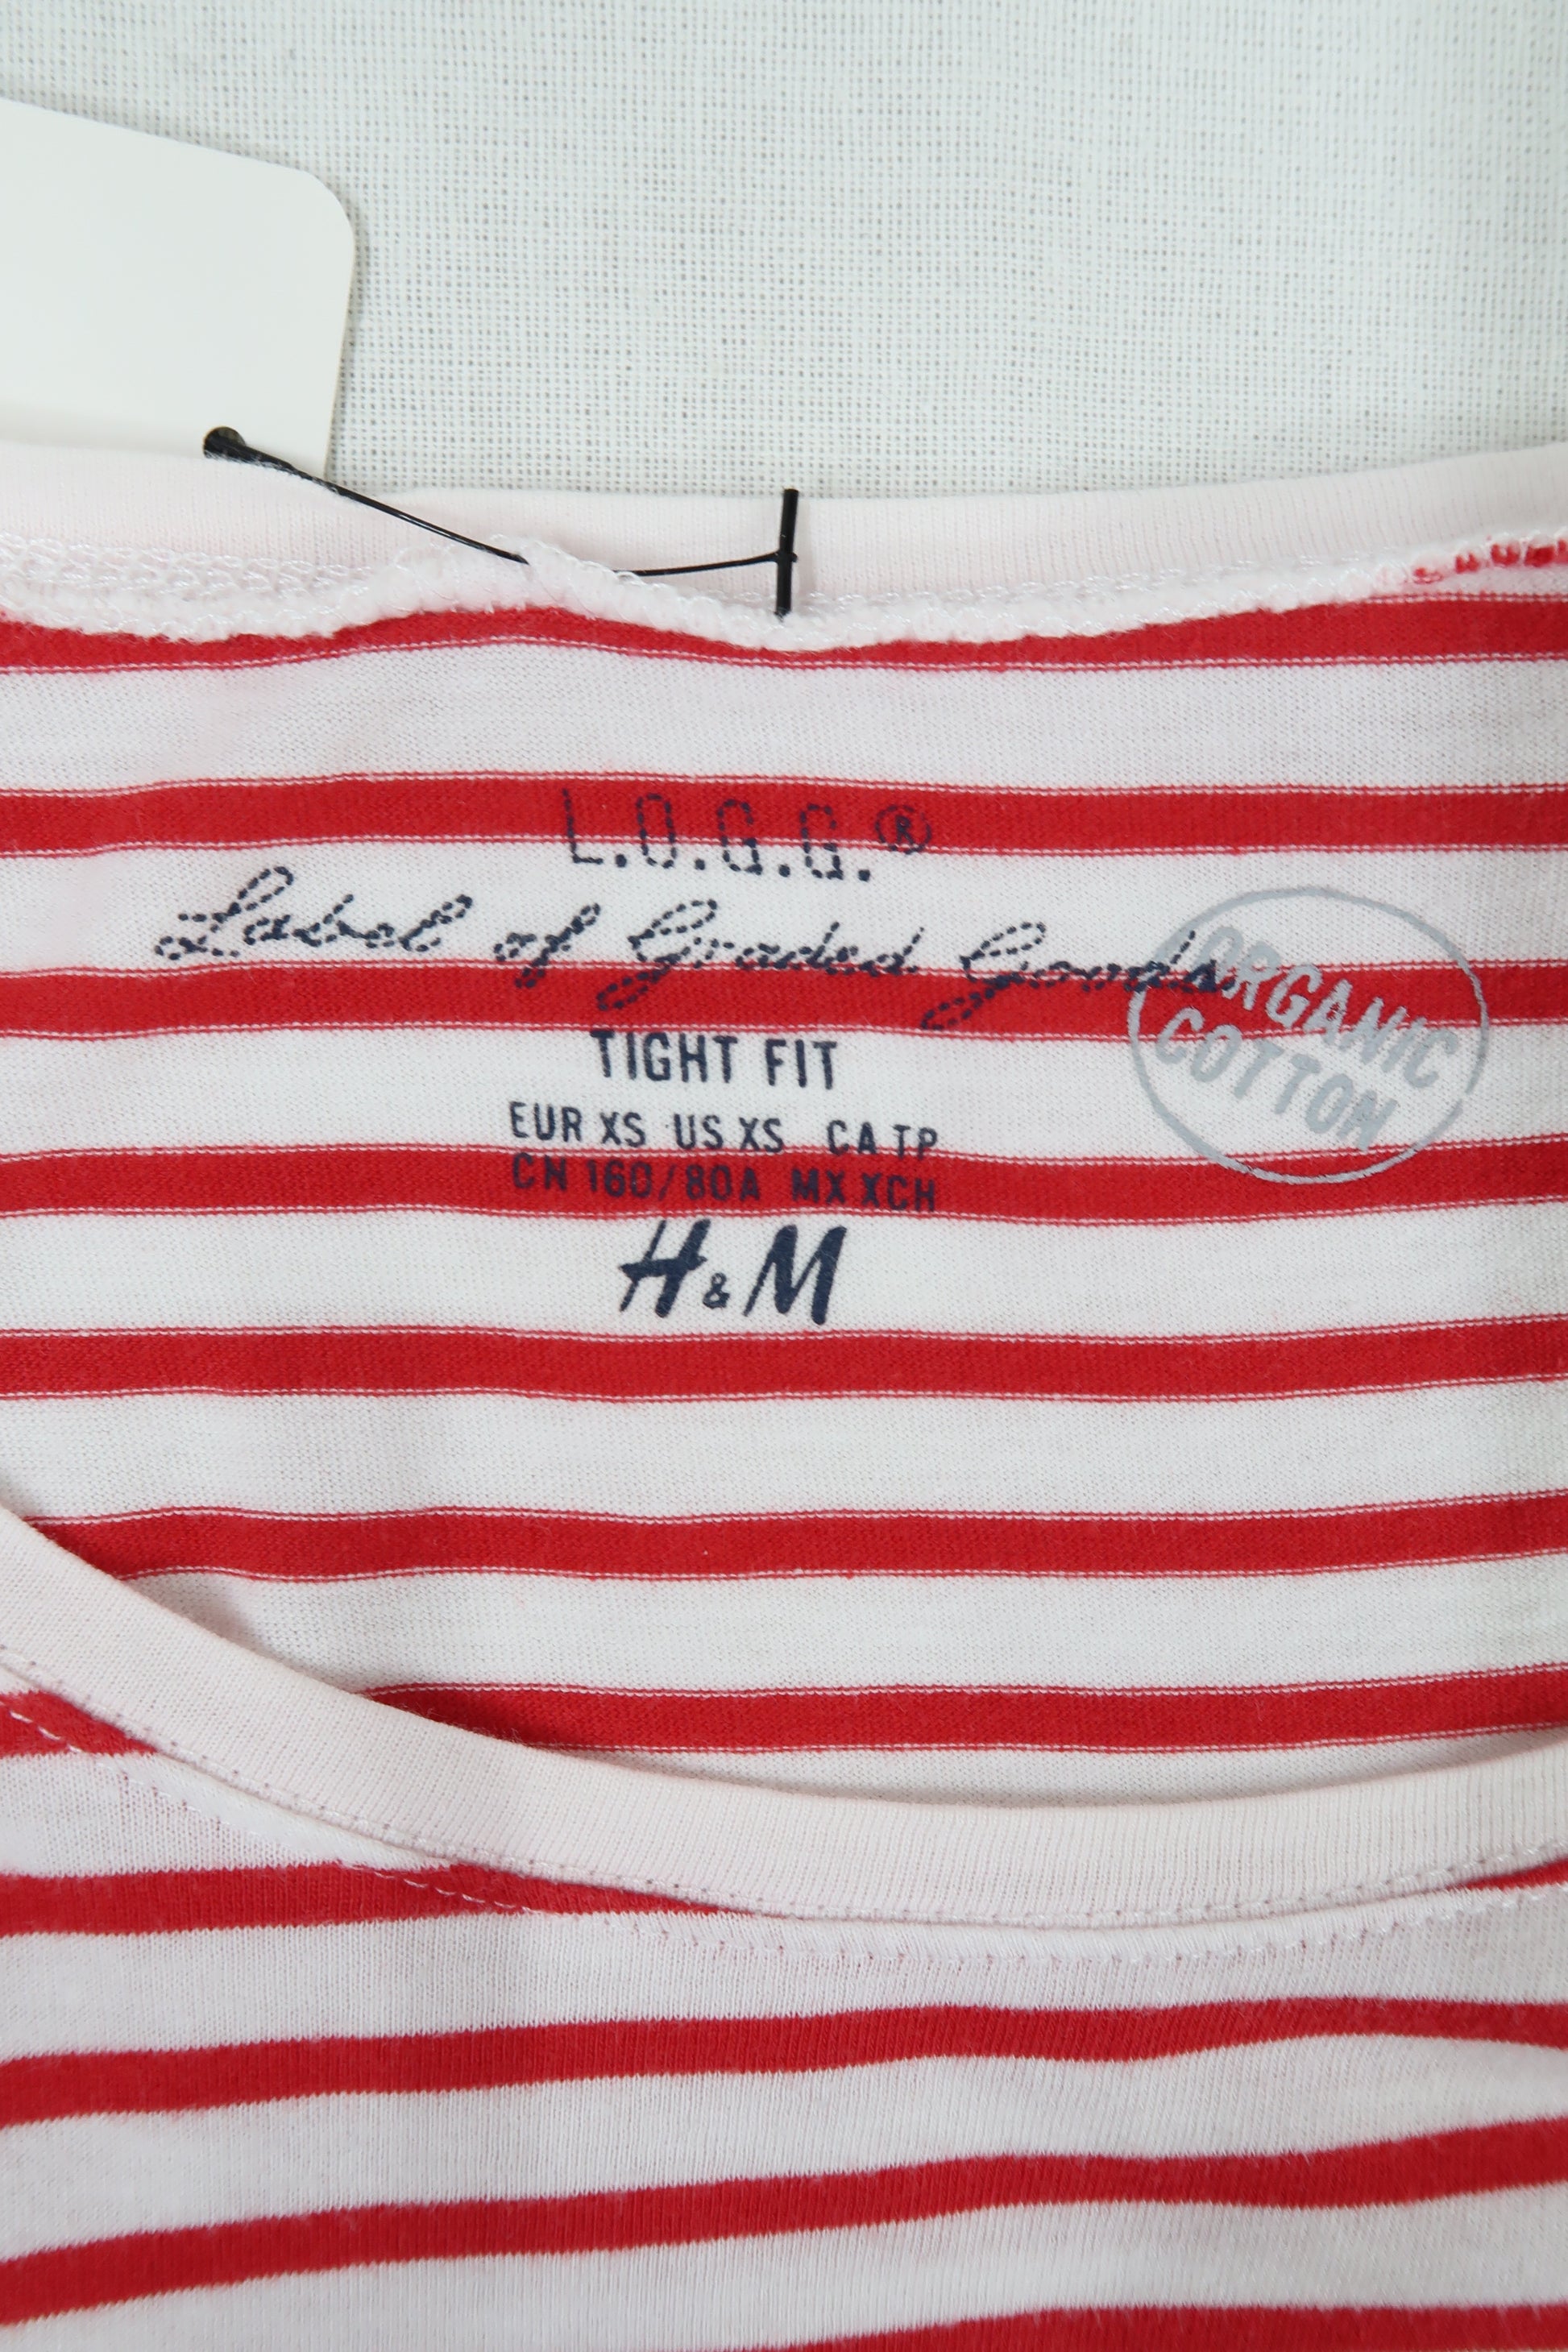 L.O.G.G.®
Label of Graded Goods
ORGANIC
COTTON
TIGHT FIT
EUR XS US XS CA TP
CN 160/80A MX XCH
H&M